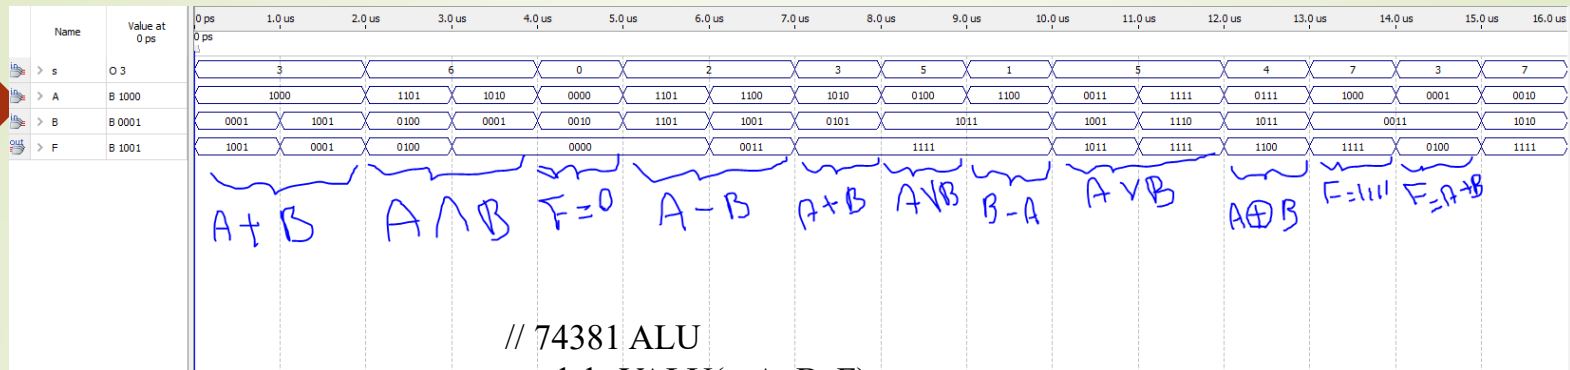 0 ps 1.0 us 2.0 us 3.0 us 4.0 us 5.0 us 6.0 us 7.0 us 8.0 us 9.0 us 10.0 us 11.0 us 12.0 us 13.0 us 14.0 us 15.0 us 16.0 us
Name Value at 0 ps 0 ps
in > s O 3 3 6 0 2 3 5 1 5 4 7 3 7
in > A B 1000 1000 1101 1010 0000 1101 1100 1010 0100 1100 0011 1111 0111 1000 0001 0010
in > B B 0001 0001 1001 0100 0001 0010 1101 1001 0101 1011 1001 1110 1011 0011 1010
out > F B 1001 1001 0001 0100 0000 0011 1111 1011 1111 1100 1111 0100 1111
A+B A∧B F=0 A-B A+B A∨B B-A A∨B A⊕B F=1111 F=A+B
// 74381 ALU